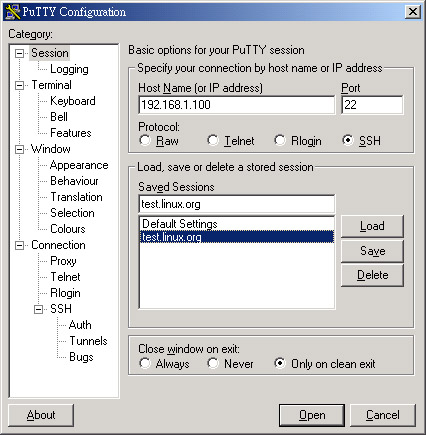 PuTTY Configuration
Category:
Session
Logging
Terminal
Keyboard
Bell
Features
Window
Appearance
Behaviour
Translation
Selection
Colours
Connection
Proxy
Telnet
Rlogin
SSH
Auth
Tunnels
Bugs
Basic options for your PuTTY session
Specify your connection by host name or IP address
Host Name (or IP address) Port
192.168.1.100 22
Protocol:
Raw Telnet Rlogin SSH
Load, save or delete a stored session
Saved Sessions
test.linux.org
Default Settings
test.linux.org
Load
Save
Delete
Close window on exit:
Always Never Only on clean exit
About Open Cancel